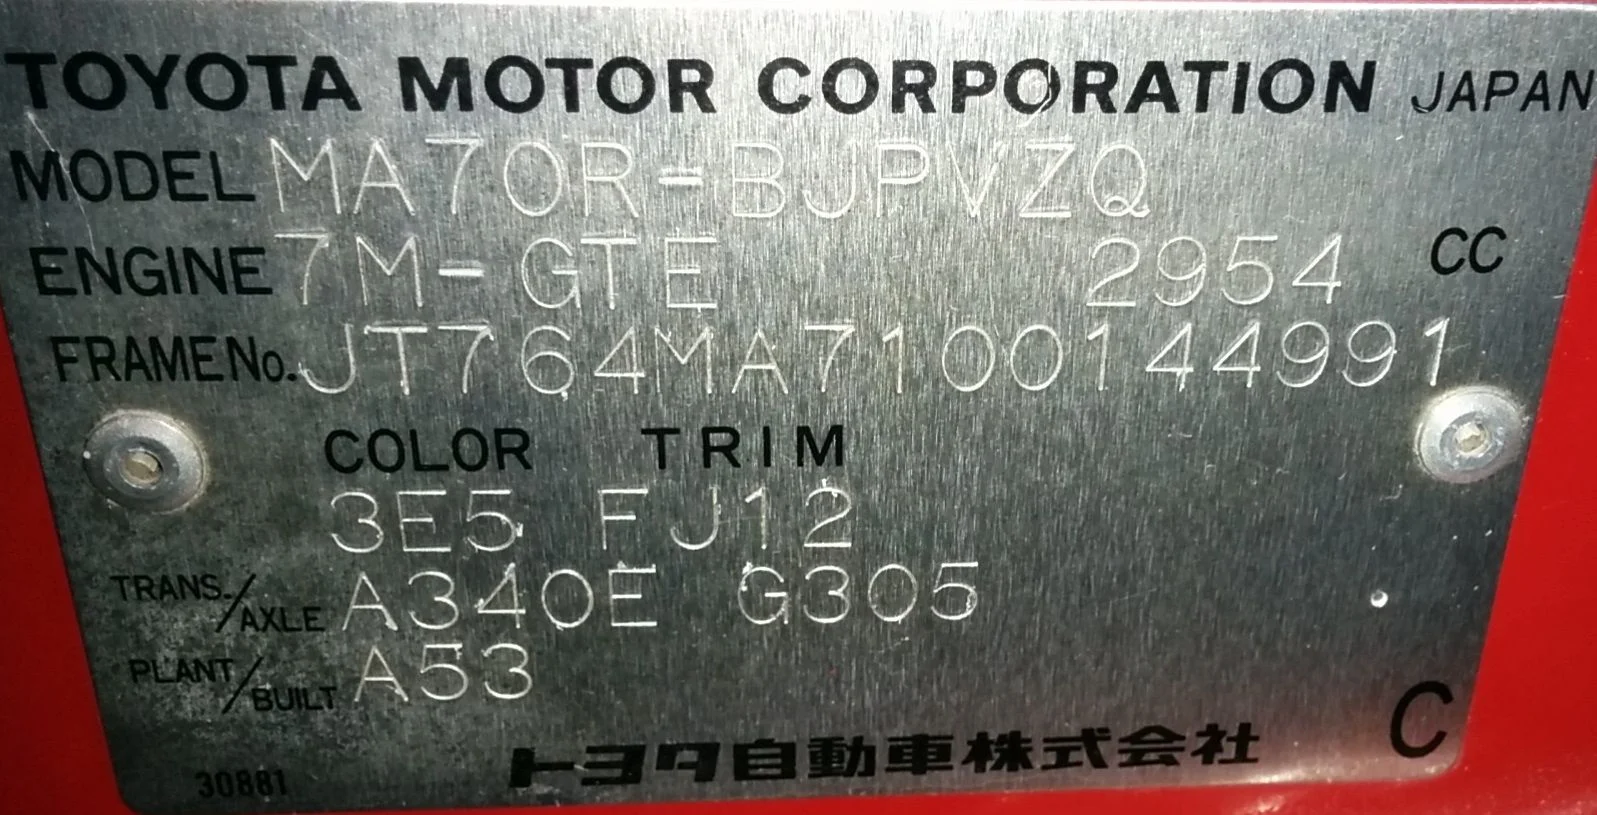 TOYOTA MOTOR CORPORATION JAPAN
MODEL MA70R-BJPVZQ
ENGINE 7M-GTE 2954 CC
FRAME No. JT764MA7100144991
COLOR TRIM
3E5 FJ12
TRANS./AXLE A340E G305
PLANT/BUILT A53
C
トヨタ自動車株式会社
30881